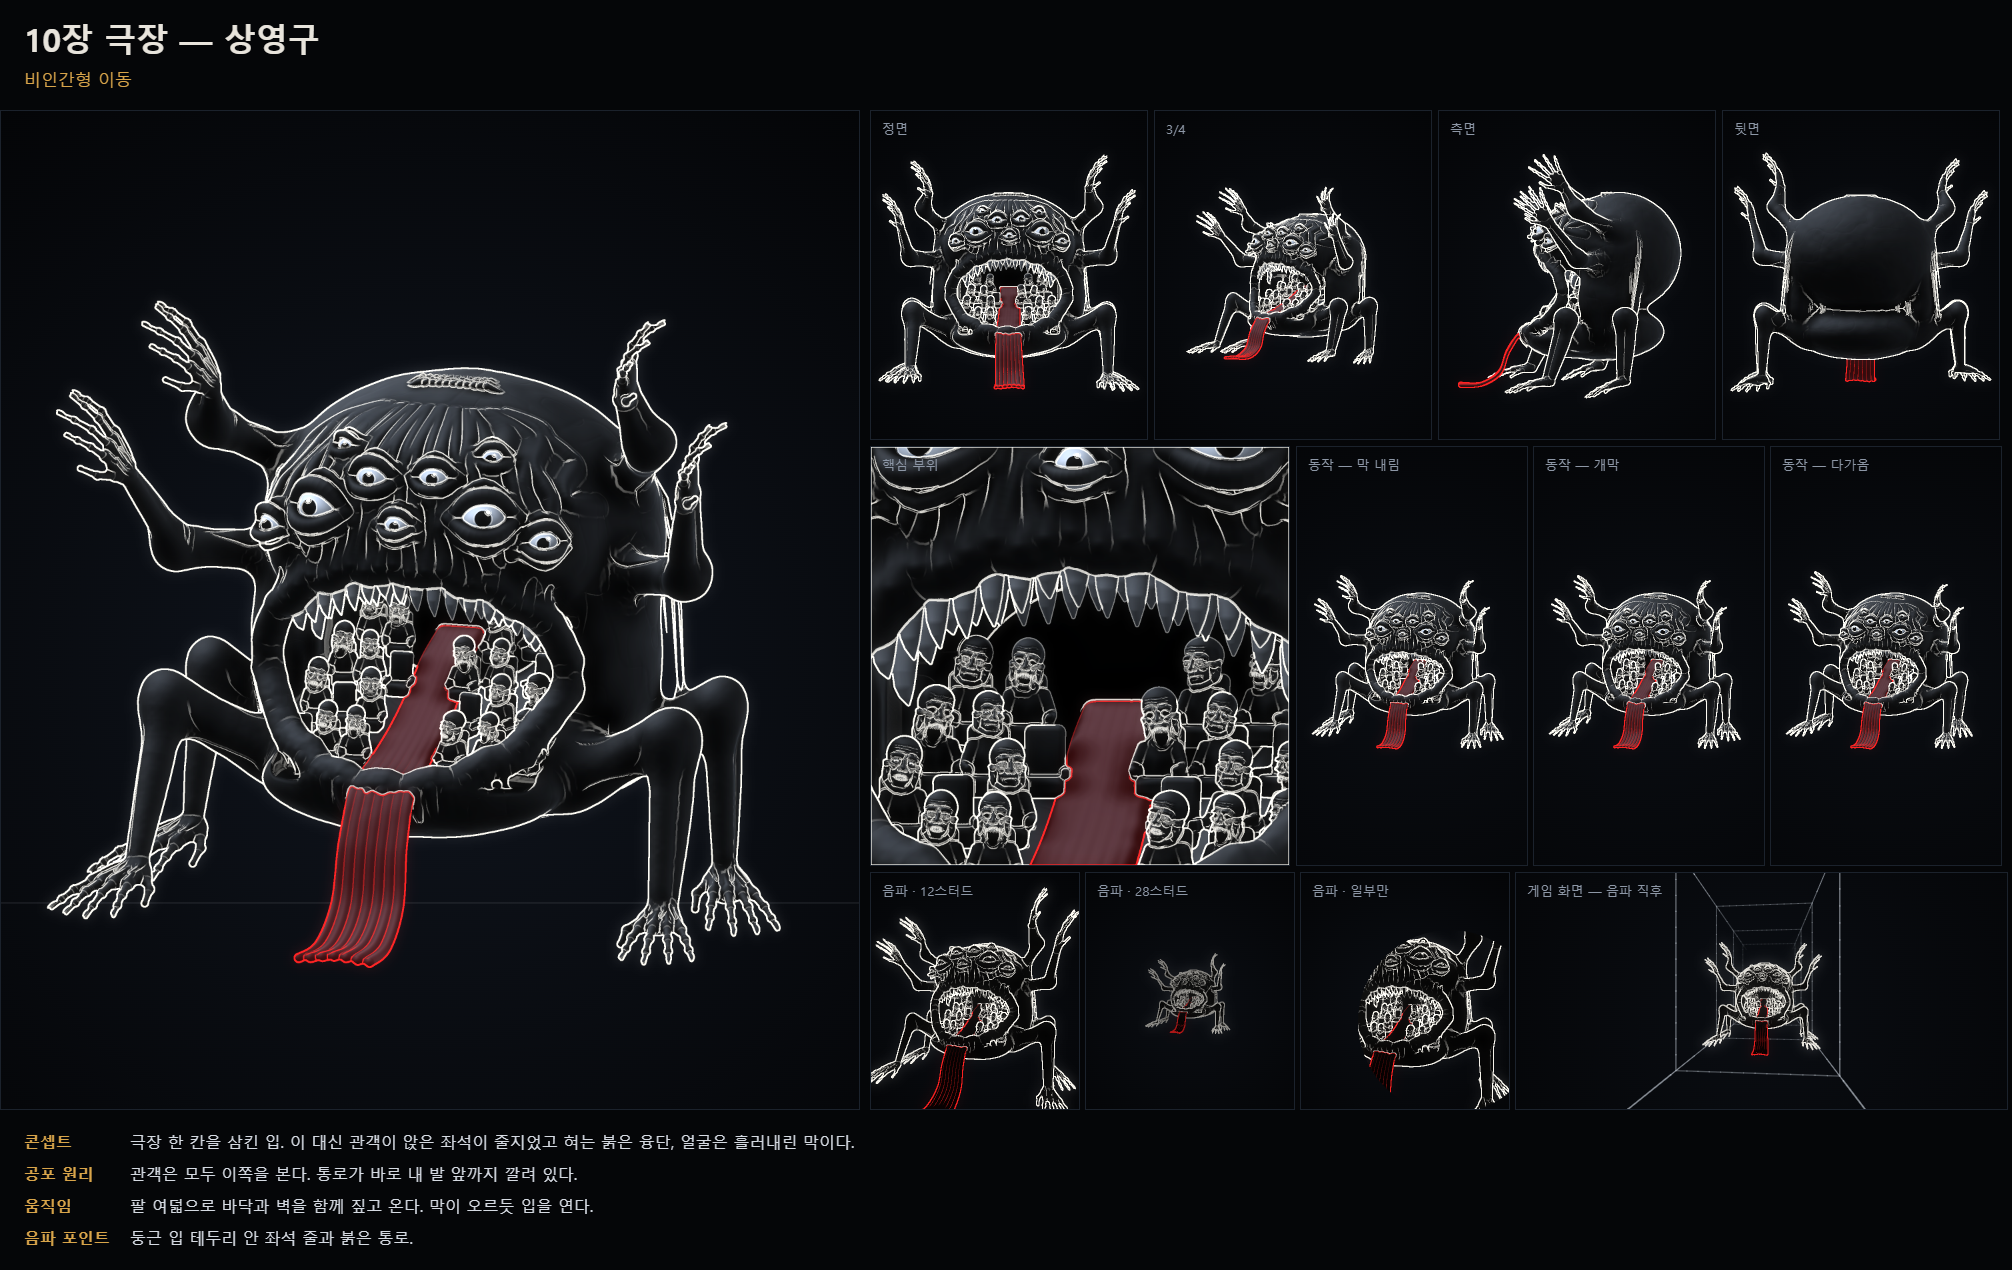 10장 극장 — 상영구
비인간형 이동
정면
3/4
측면
뒷면
핵심 부위
동작 — 막 내림
동작 — 개막
동작 — 다가옴
음파 · 12스터드
음파 · 28스터드
음파 · 일부만
게임 화면 — 음파 직후
콘셉트 극장 한 칸을 삼킨 입. 이 대신 관객이 앉은 좌석이 줄지었고 혀는 붉은 융단, 얼굴은 흘러내린 막이다.
공포 원리 관객은 모두 이쪽을 본다. 통로가 바로 내 발 앞까지 깔려 있다.
움직임 팔 여덟으로 바닥과 벽을 함께 짚고 온다. 막이 오르듯 입을 연다.
음파 포인트 둥근 입 테두리 안 좌석 줄과 붉은 통로.